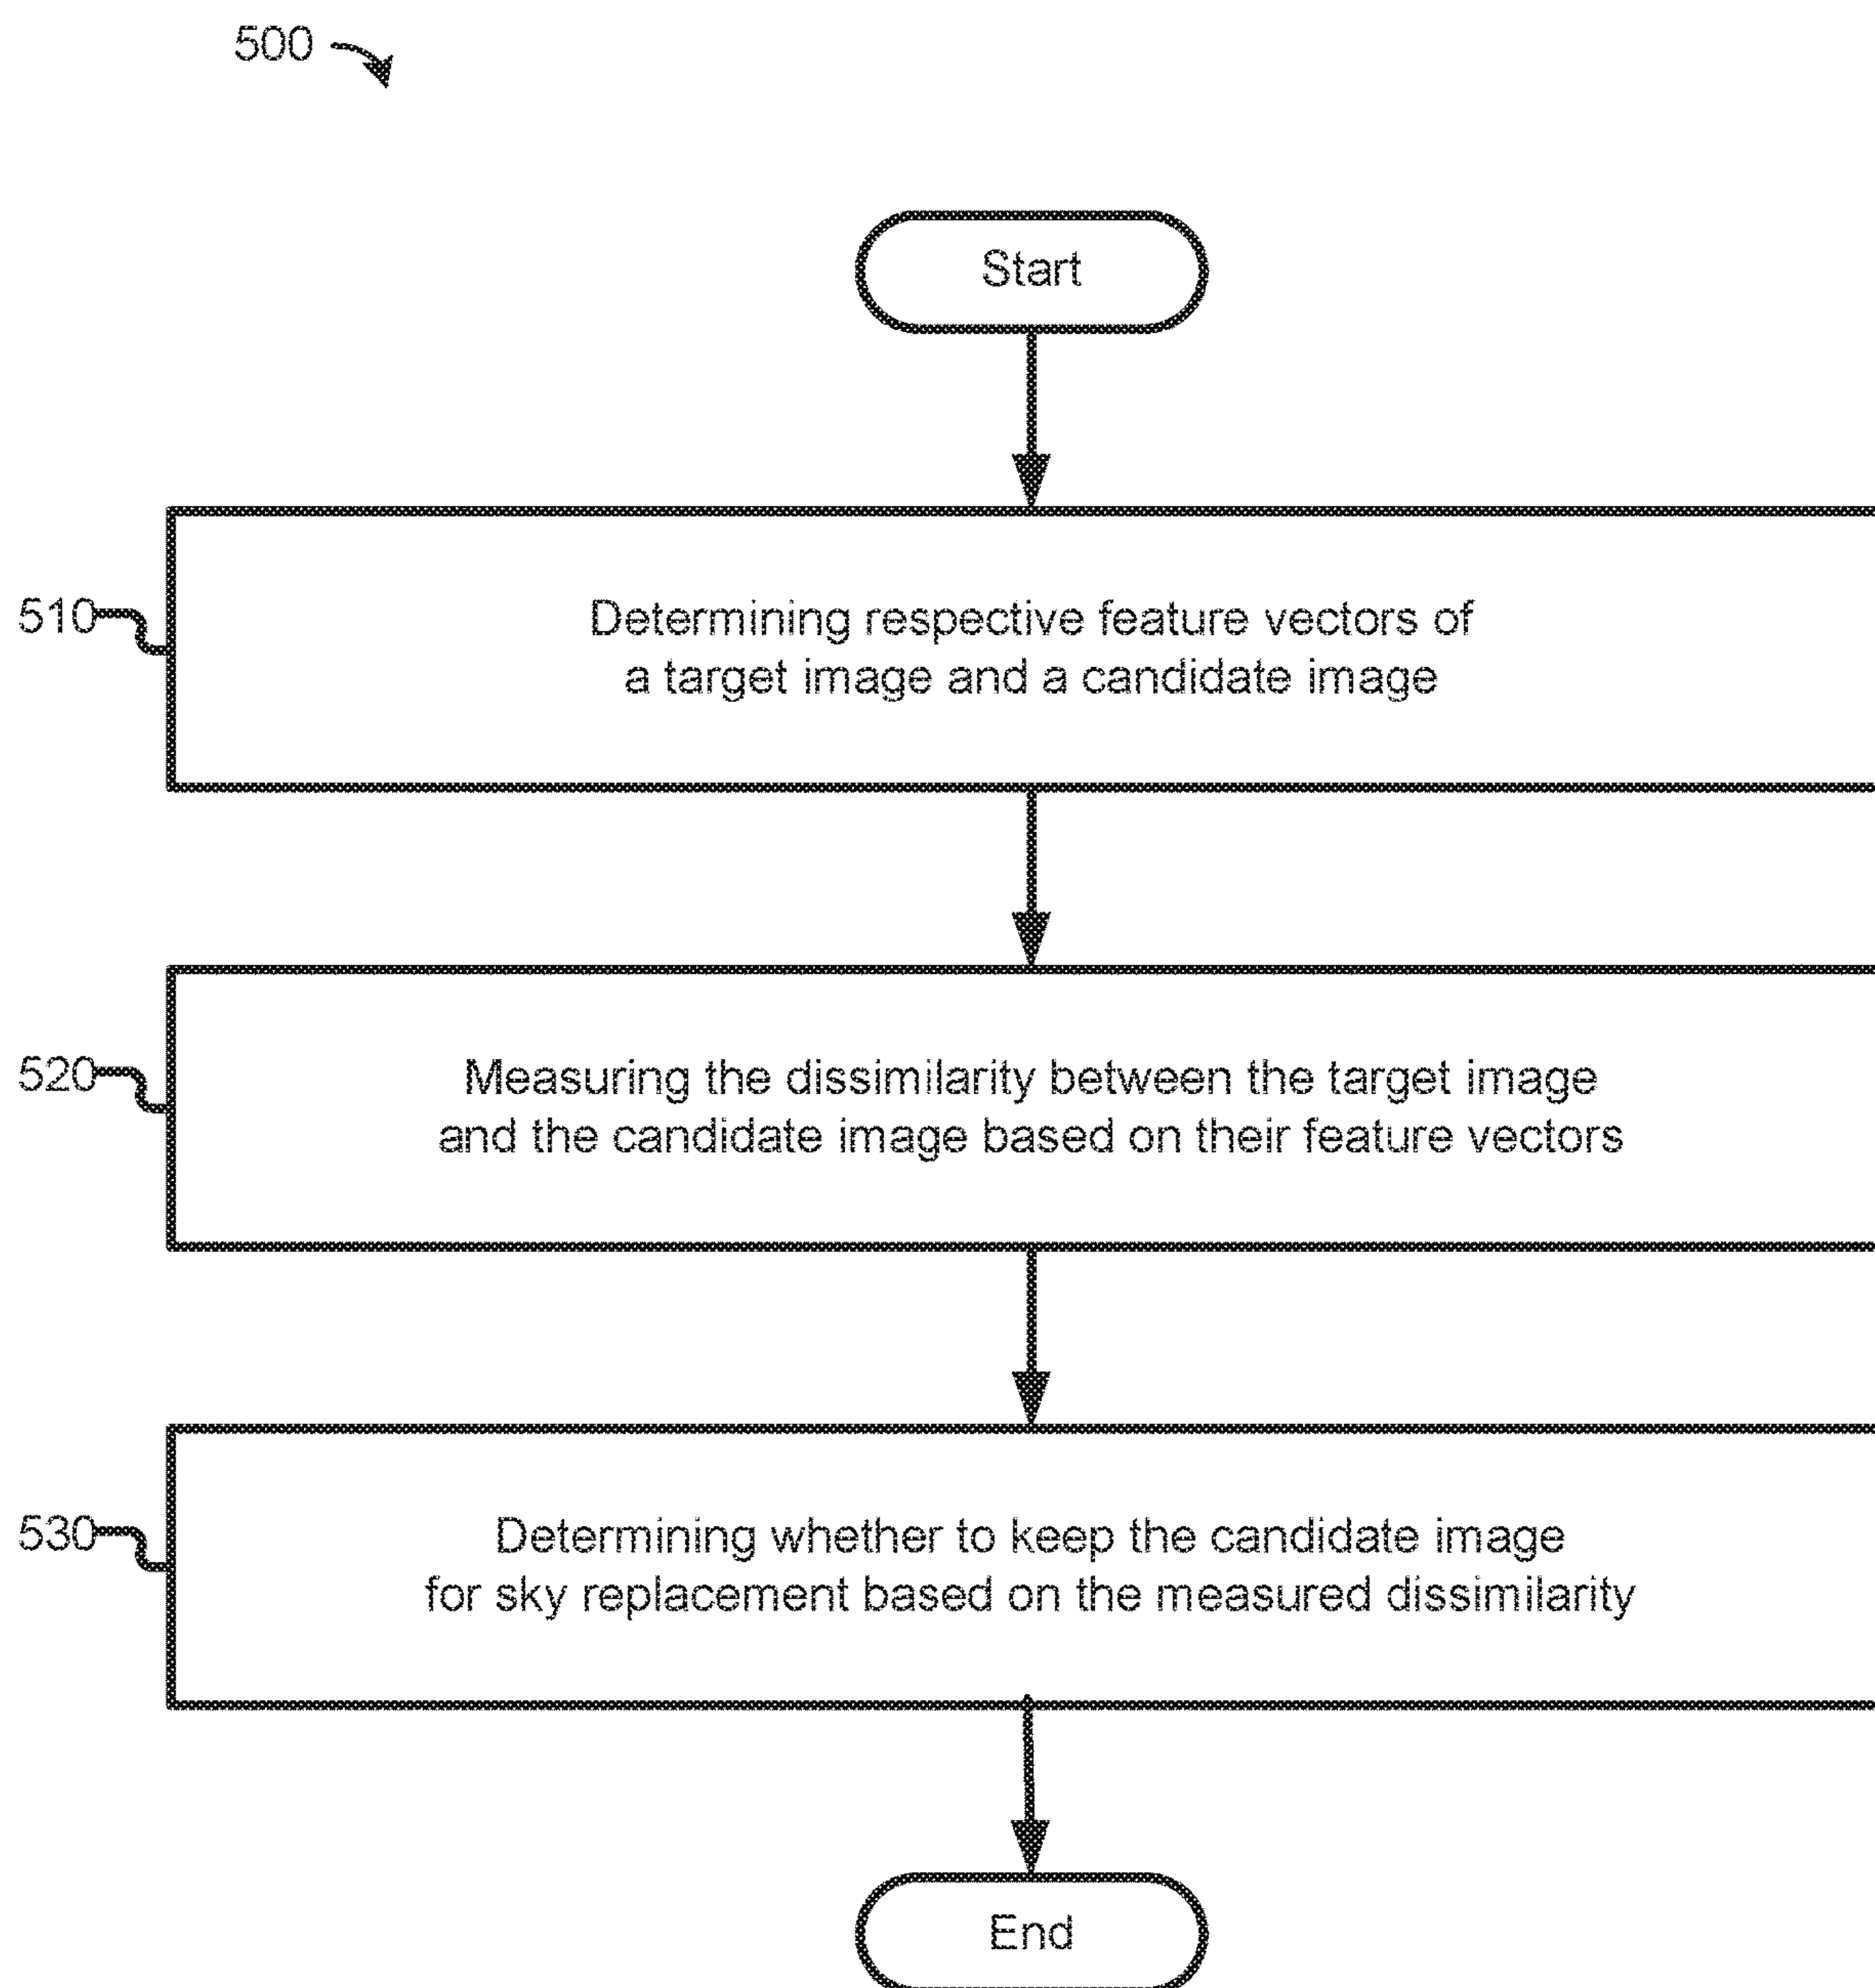 500
Start
510
Determining respective feature vectors of
a target image and a candidate image
520
Measuring the dissimilarity between the target image
and the candidate image based on their feature vectors
530
Determining whether to keep the candidate image
for sky replacement based on the measured dissimilarity
End